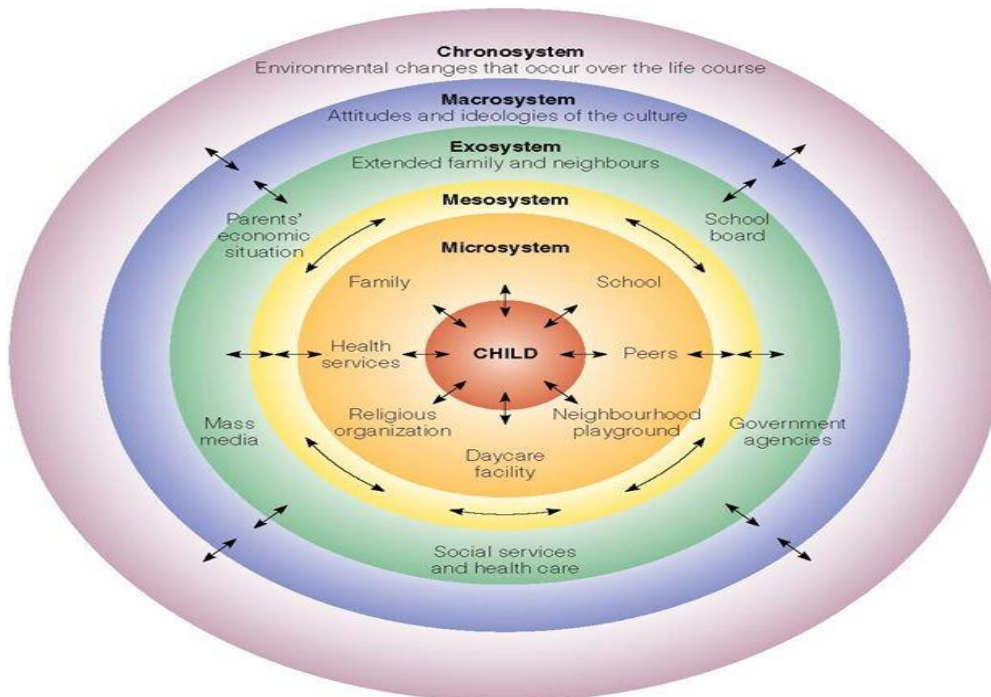 Chronosystem
Environmental changes that occur over the life course
Macrosystem
Attitudes and ideologies of the culture
Exosystem
Extended family and neighbours
Mesosystem
Parents'
economic
situation
School
board
Microsystem
Family
School
Health
services
CHILD
Peers
Religious
organization
Neighbourhood
playground
Mass
media
Government
agencies
Daycare
facility
Social services
and health care